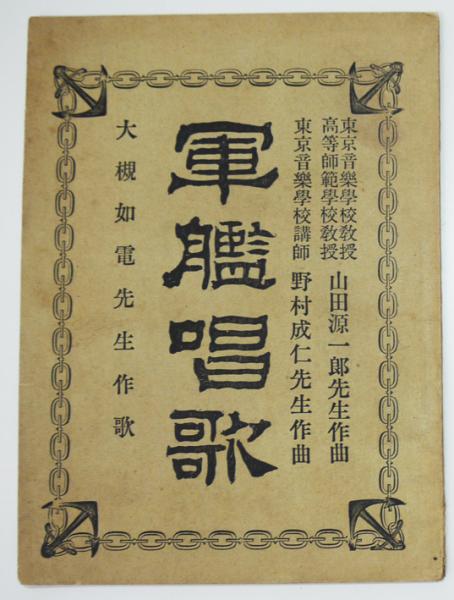 東京音樂學校教授
高等師範學校教授
山田源一郎先生作曲
東京音樂學校講師 野村成仁先生作曲
軍艦唱歌
大槻如電先生作歌